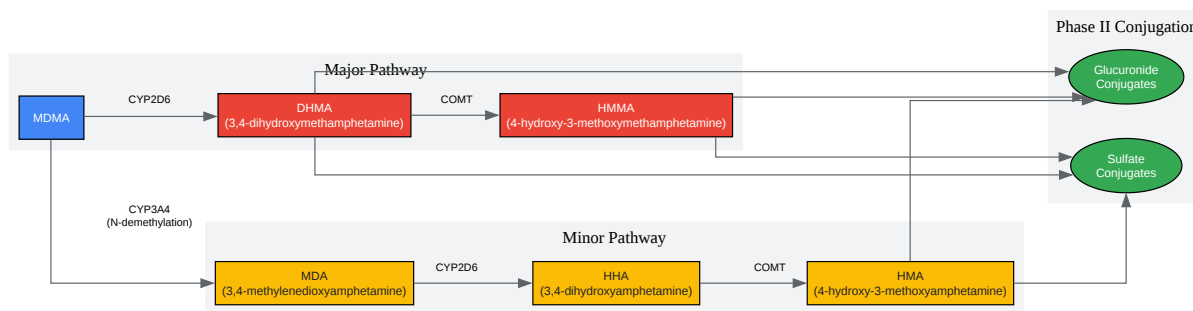 Phase II Conjugation
Major Pathway
Glucuronide
Conjugates
MDMA
CYP2D6
DHMA
(3,4-dihydroxymethamphetamine)
COMT
HMMA
(4-hydroxy-3-methoxymethamphetamine)
Sulfate
Conjugates
CYP3A4
(N-demethylation)
Minor Pathway
MDA
(3,4-methylenedioxyamphetamine)
CYP2D6
HHA
(3,4-dihydroxyamphetamine)
COMT
HMA
(4-hydroxy-3-methoxyamphetamine)